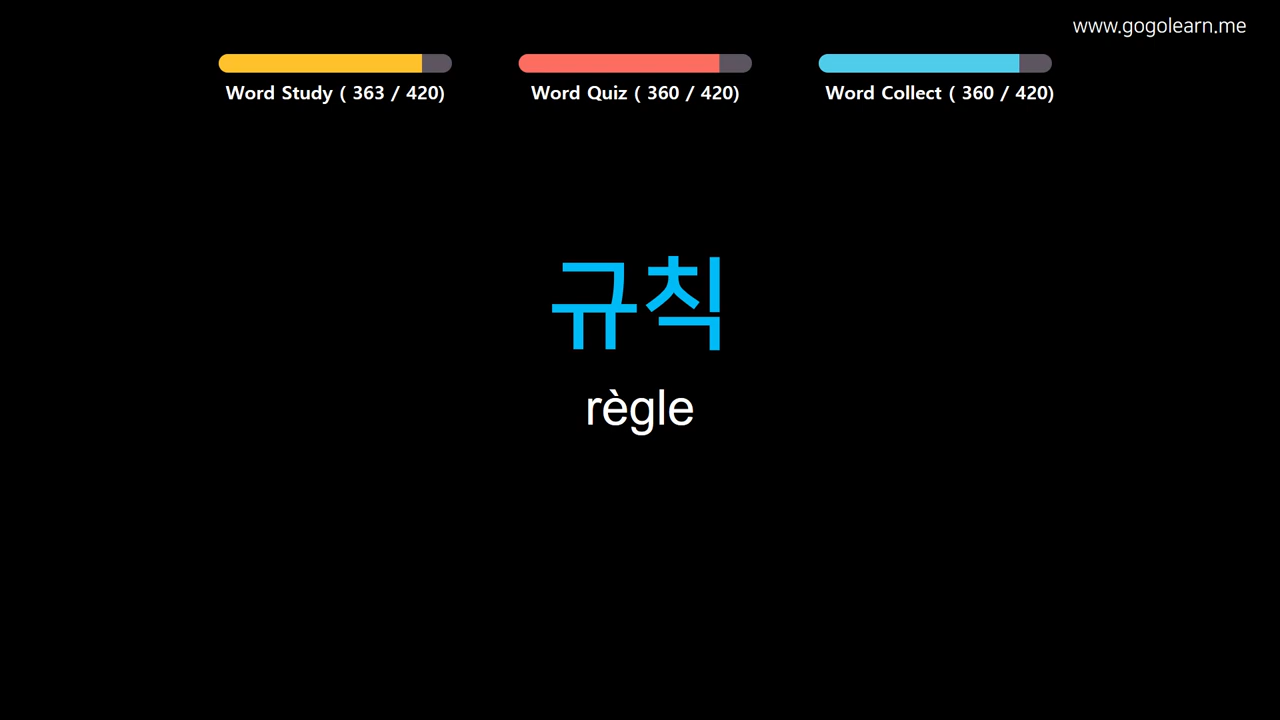 www.gogolearn.me
Word Study ( 363 / 420)
Word Quiz ( 360 / 420)
Word Collect ( 360 / 420)
규칙
règle